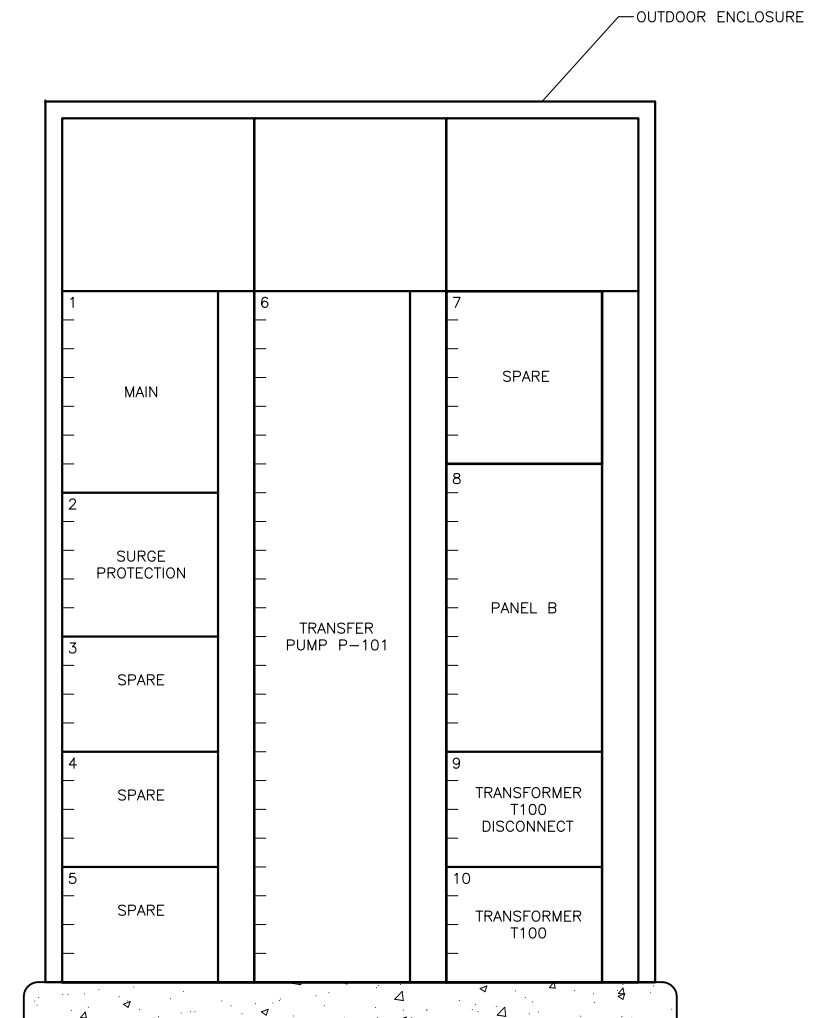 OUTDOOR ENCLOSURE
1
MAIN
2
SURGE
PROTECTION
3
SPARE
4
SPARE
5
SPARE
6
TRANSFER
PUMP P-101
7
SPARE
8
PANEL B
9
TRANSFORMER
T100
DISCONNECT
10
TRANSFORMER
T100